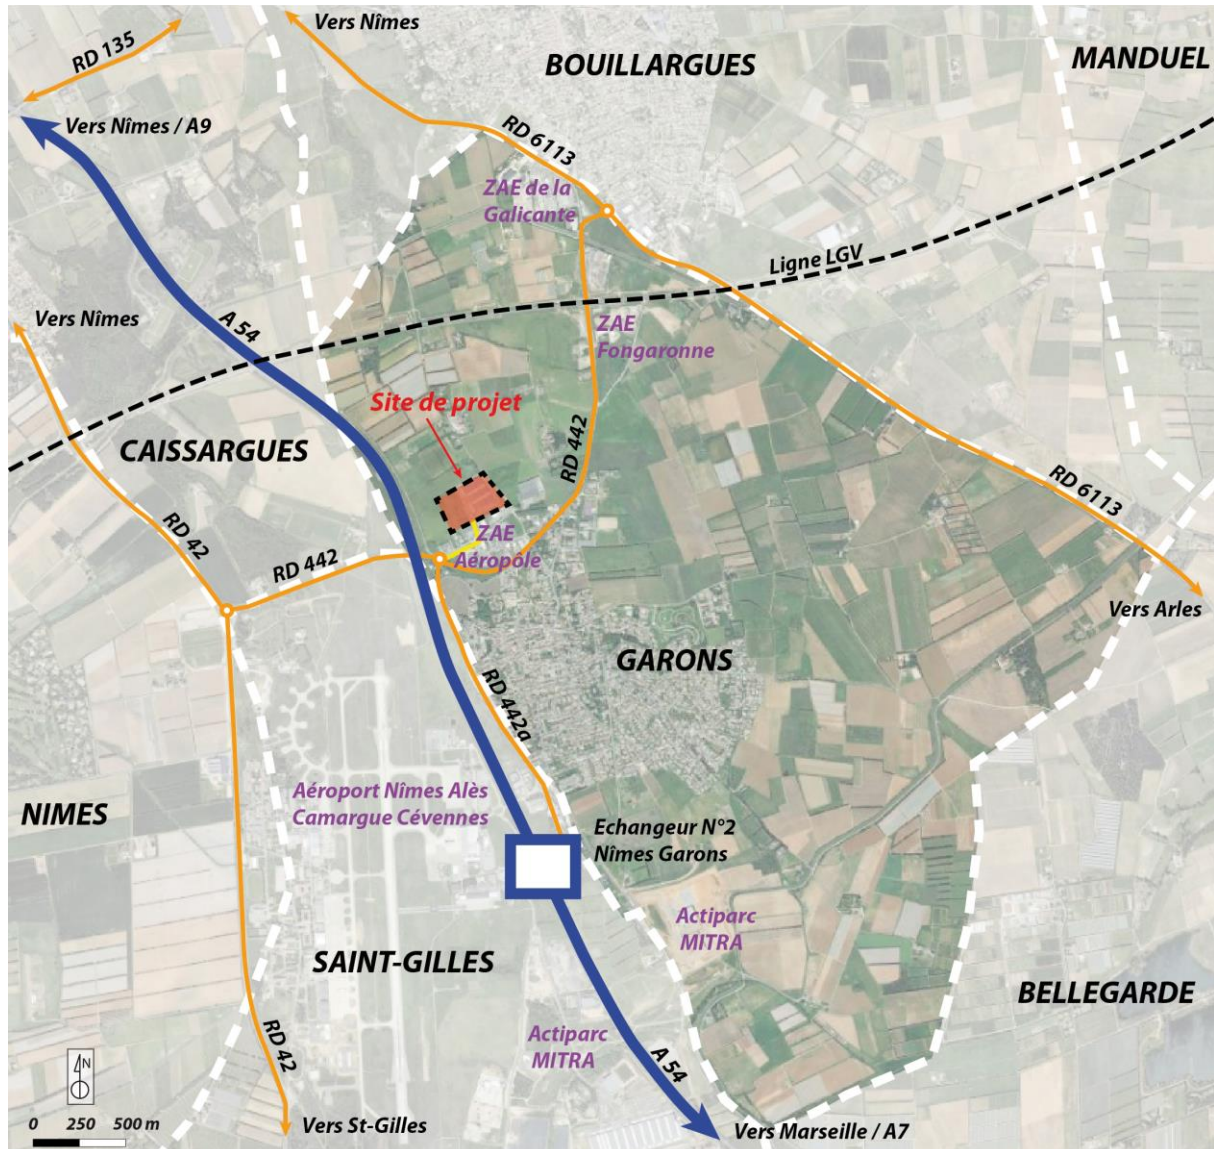 Vers Nîmes
RD 135
BOUILLARGUES
MANDUEL
Vers Nîmes / A9
RD 6113
ZAE de la
Galicante
Ligne LGV
Vers Nîmes
A 54
ZAE
Fongaronne
Site de projet
CAISSARGUES
RD 442
RD 6113
RD 42
ZAE
Aéropôle
RD 442
Vers Arles
GARONS
RD 442a
Aéroport Nîmes Alès
Camargue Cévennes
NIMES
Echangeur N°2
Nîmes Garons
Actiparc
MITRA
SAINT-GILLES
BELLEGARDE
Actiparc
MITRA
RD 42
A 54
N
0 250 500 m
Vers St-Gilles
Vers Marseille / A7